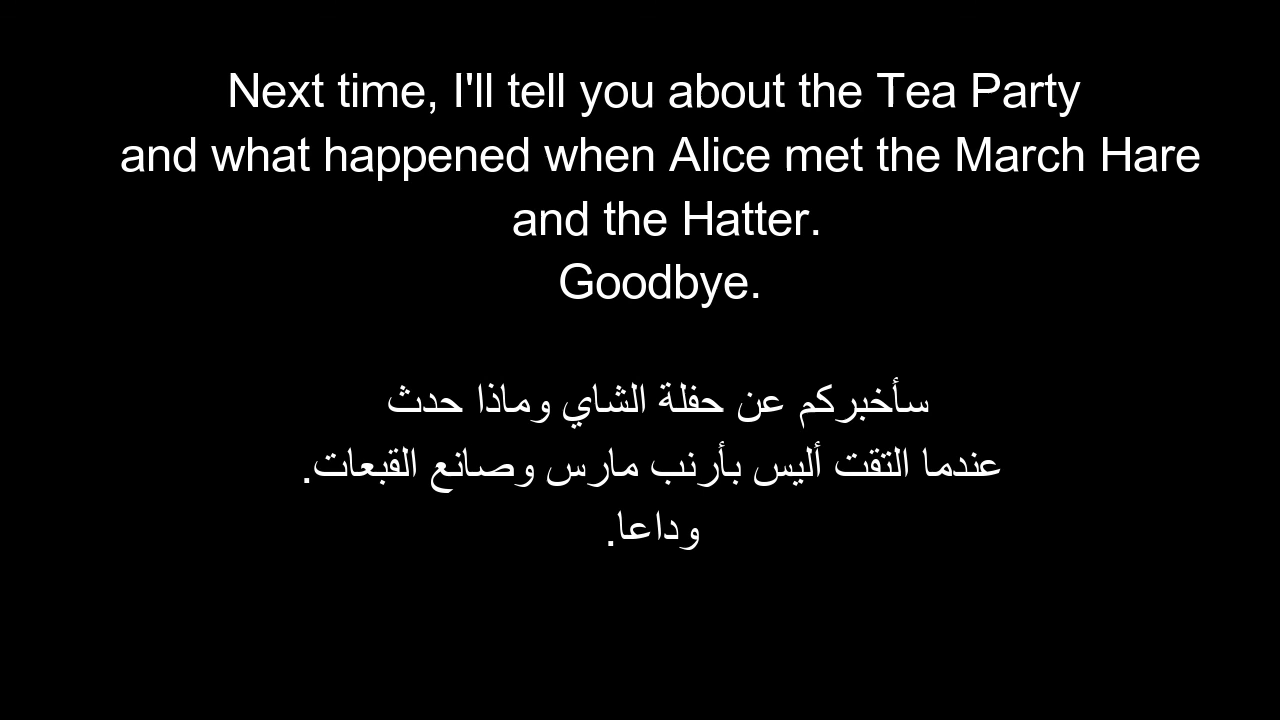 Next time, I'll tell you about the Tea Party
and what happened when Alice met the March Hare
and the Hatter.
Goodbye.
سأخبركم عن حفلة الشاي وماذا حدث
عندما التقت أليس بأرنب مارس وصانع القبعات.
وداعا.